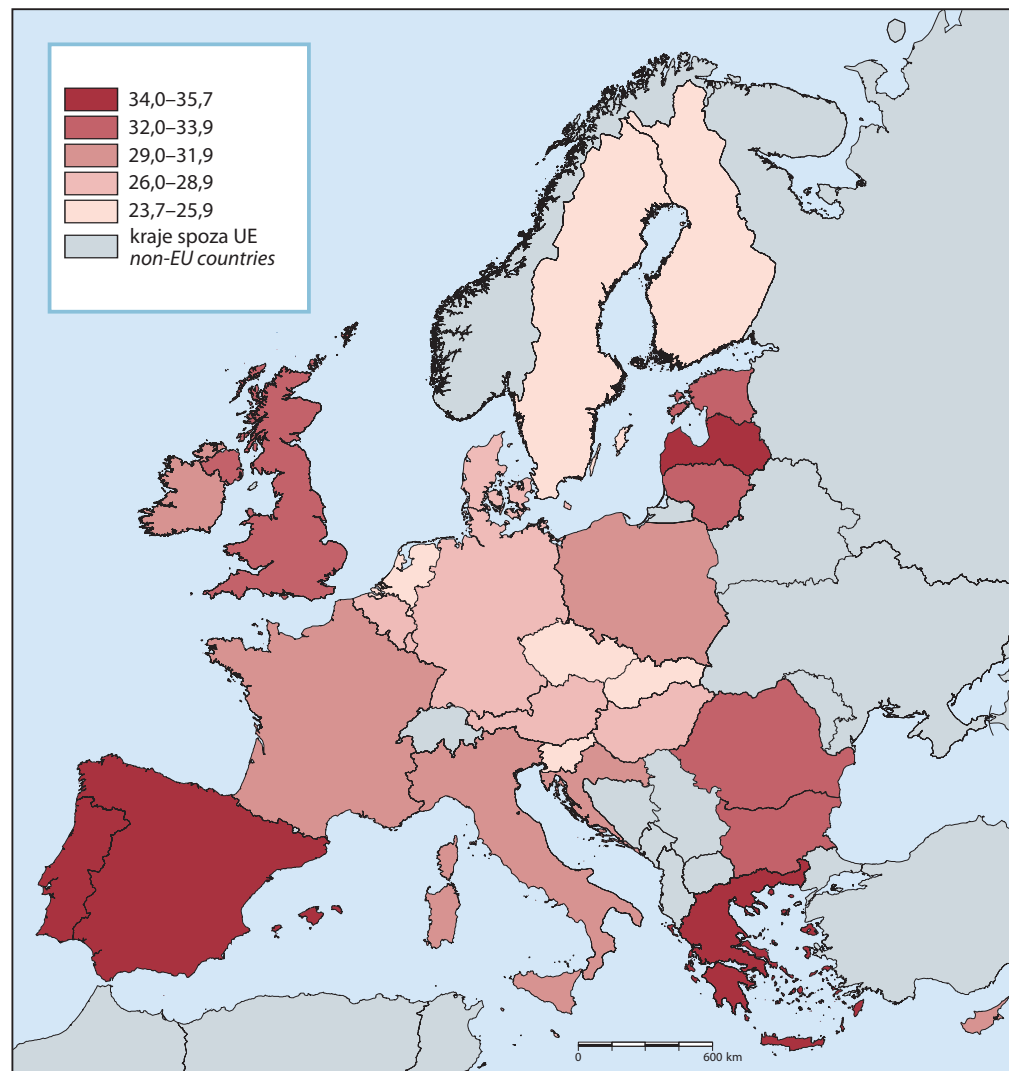 34,0–35,7
32,0–33,9
29,0–31,9
26,0–28,9
23,7–25,9
kraje spoza UE
non-EU countries
0 600 km